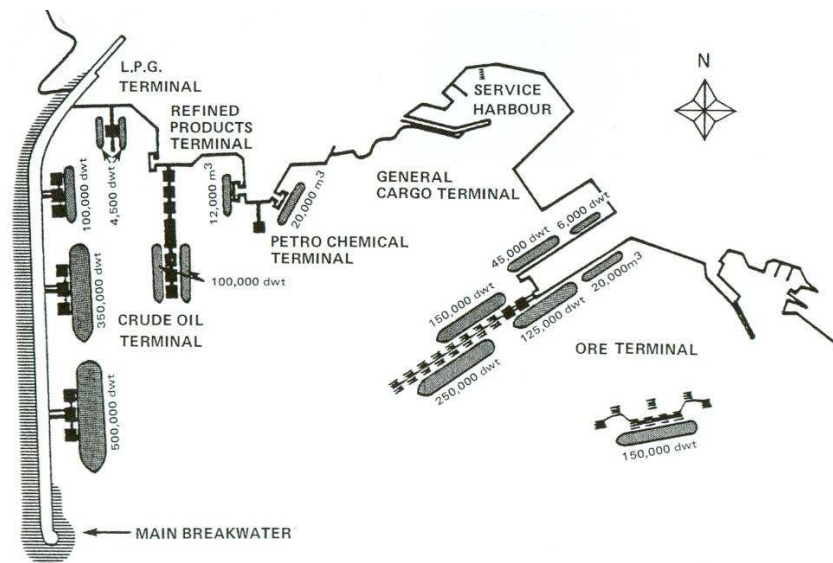 N
L.P.G.
TERMINAL
REFINED
PRODUCTS
TERMINAL
SERVICE
HARBOUR
100,000 dwt
4,500 dwt
12,000 m3
20,000 m3
GENERAL
CARGO TERMINAL
PETRO CHEMICAL
TERMINAL
45,000 dwt
6,000 dwt
350,000 dwt
100,000 dwt
150,000 dwt
20,000m3
125,000 dwt
CRUDE OIL
TERMINAL
250,000 dwt
ORE TERMINAL
500,000 dwt
150,000 dwt
MAIN BREAKWATER